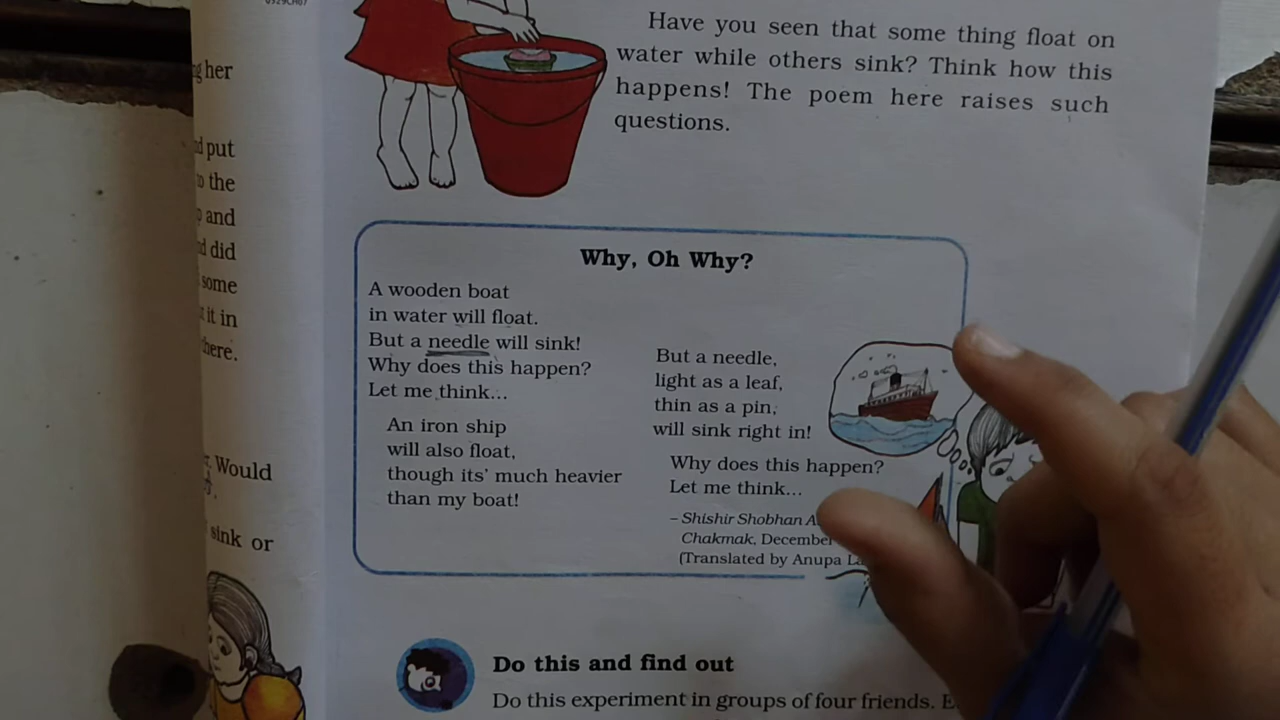 g her
d put
to the
p and
d did
some
t it in
here.
Would
sink or
Have you seen that some thing float on
water while others sink? Think how this
happens! The poem here raises such
questions.
Why, Oh Why?
A wooden boat
in water will float.
But a needle will sink!
Why does this happen?
Let me think...
An iron ship
will also float,
though its' much heavier
than my boat!
But a needle,
light as a leaf,
thin as a pin,
will sink right in!
Why does this happen?
Let me think...
– Shishir Shobhan A
Chakmak, December
(Translated by Anupa La
Do this and find out
Do this experiment in groups of four friends. E